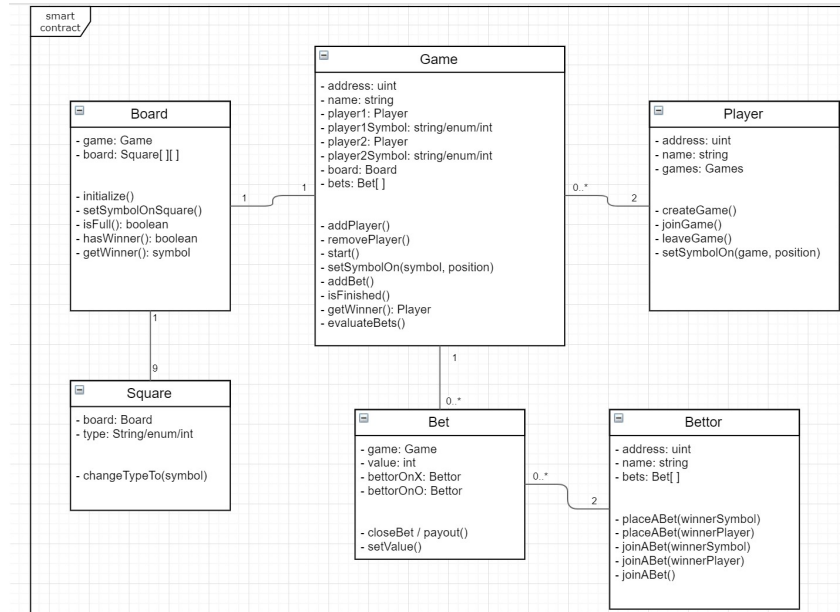 smart
contract
Game
- address: uint
- name: string
- player1: Player
- player1Symbol: string/enum/int
- player2: Player
- player2Symbol: string/enum/int
- board: Board
- bets: Bet[ ]
- addPlayer()
- removePlayer()
- start()
- setSymbolOn(symbol, position)
- addBet()
- isFinished()
- getWinner(): Player
- evaluateBets()
Board
- game: Game
- board: Square[ ][ ]
- initialize()
- setSymbolOnSquare()
- isFull(): boolean
- hasWinner(): boolean
- getWinner(): symbol
1
1
0..*
2
Player
- address: uint
- name: string
- games: Games
- createGame()
- joinGame()
- leaveGame()
- setSymbolOn(game, position)
1
9
Square
- board: Board
- type: String/enum/int
- changeTypeTo(symbol)
1
0..*
Bet
- game: Game
- value: int
- bettorOnX: Bettor
- bettorOnO: Bettor
- closeBet / payout()
- setValue()
0..*
2
Bettor
- address: uint
- name: string
- bets: Bet[ ]
- placeABet(winnerSymbol)
- placeABet(winnerPlayer)
- joinABet(winnerSymbol)
- joinABet(winnerPlayer)
- joinABet()